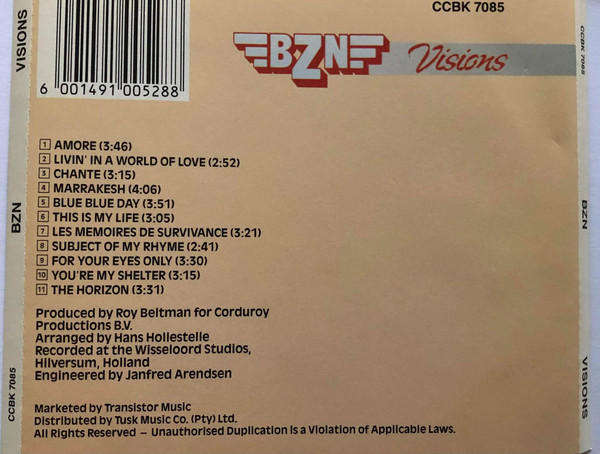 CCBK 7085
BZN
Visions
6 001491 005288
1 AMORE (3:46)
2 LIVIN' IN A WORLD OF LOVE (2:52)
3 CHANTE (3:15)
4 MARRAKESH (4:06)
5 BLUE BLUE DAY (3:51)
6 THIS IS MY LIFE (3:05)
7 LES MEMOIRES DE SURVIVANCE (3:21)
8 SUBJECT OF MY RHYME (2:41)
9 FOR YOUR EYES ONLY (3:30)
10 YOU'RE MY SHELTER (3:15)
11 THE HORIZON (3:31)
Produced by Roy Beltman for Corduroy
Productions B.V.
Arranged by Hans Hollestelle
Recorded at the Wisseloord Studios,
Hilversum, Holland
Engineered by Janfred Arendsen
Marketed by Transistor Music
Distributed by Tusk Music Co. (Pty) Ltd.
All Rights Reserved – Unauthorised Duplication is a Violation of Applicable Laws.
VISIONS
BZN
CCBK 7085
CCBK 7085
BZN
VISIONS